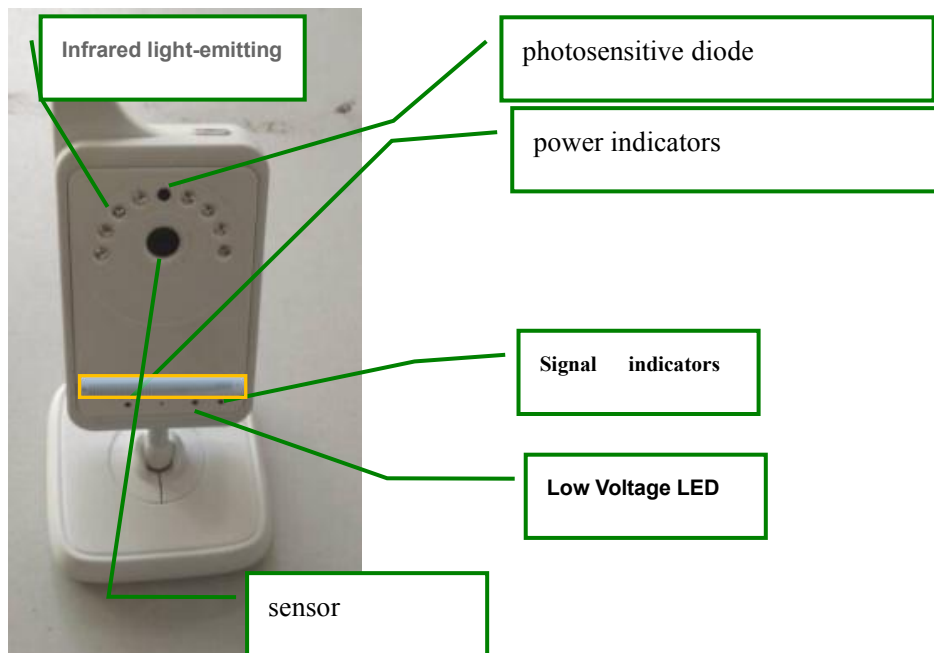 Infrared light-emitting
photosensitive diode
power indicators
Signal indicators
Low Voltage LED
sensor